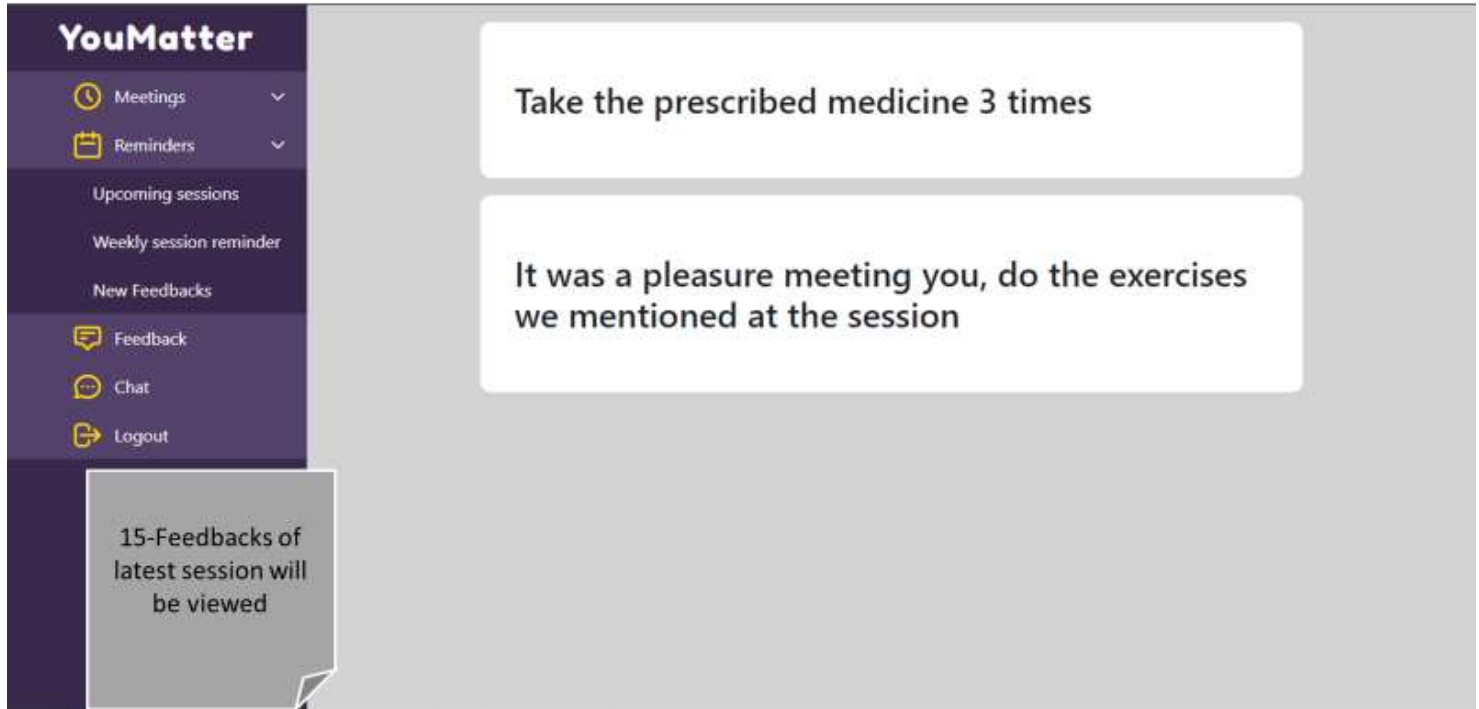 YouMatter
Meetings
Reminders
Upcoming sessions
Weekly session reminder
New Feedbacks
Feedback
Chat
Logout
15-Feedbacks of
latest session will
be viewed
Take the prescribed medicine 3 times
It was a pleasure meeting you, do the exercises
we mentioned at the session